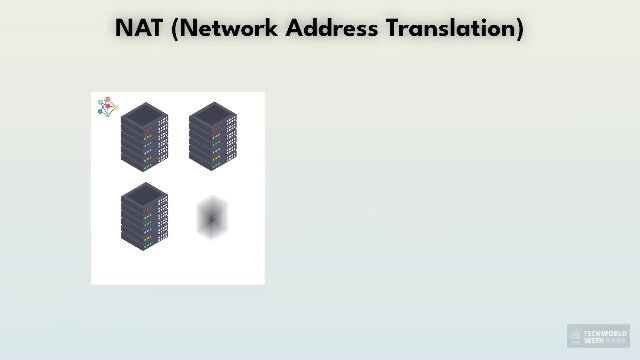 NAT (Network Address Translation)
TECHWORLD
WITH NANA